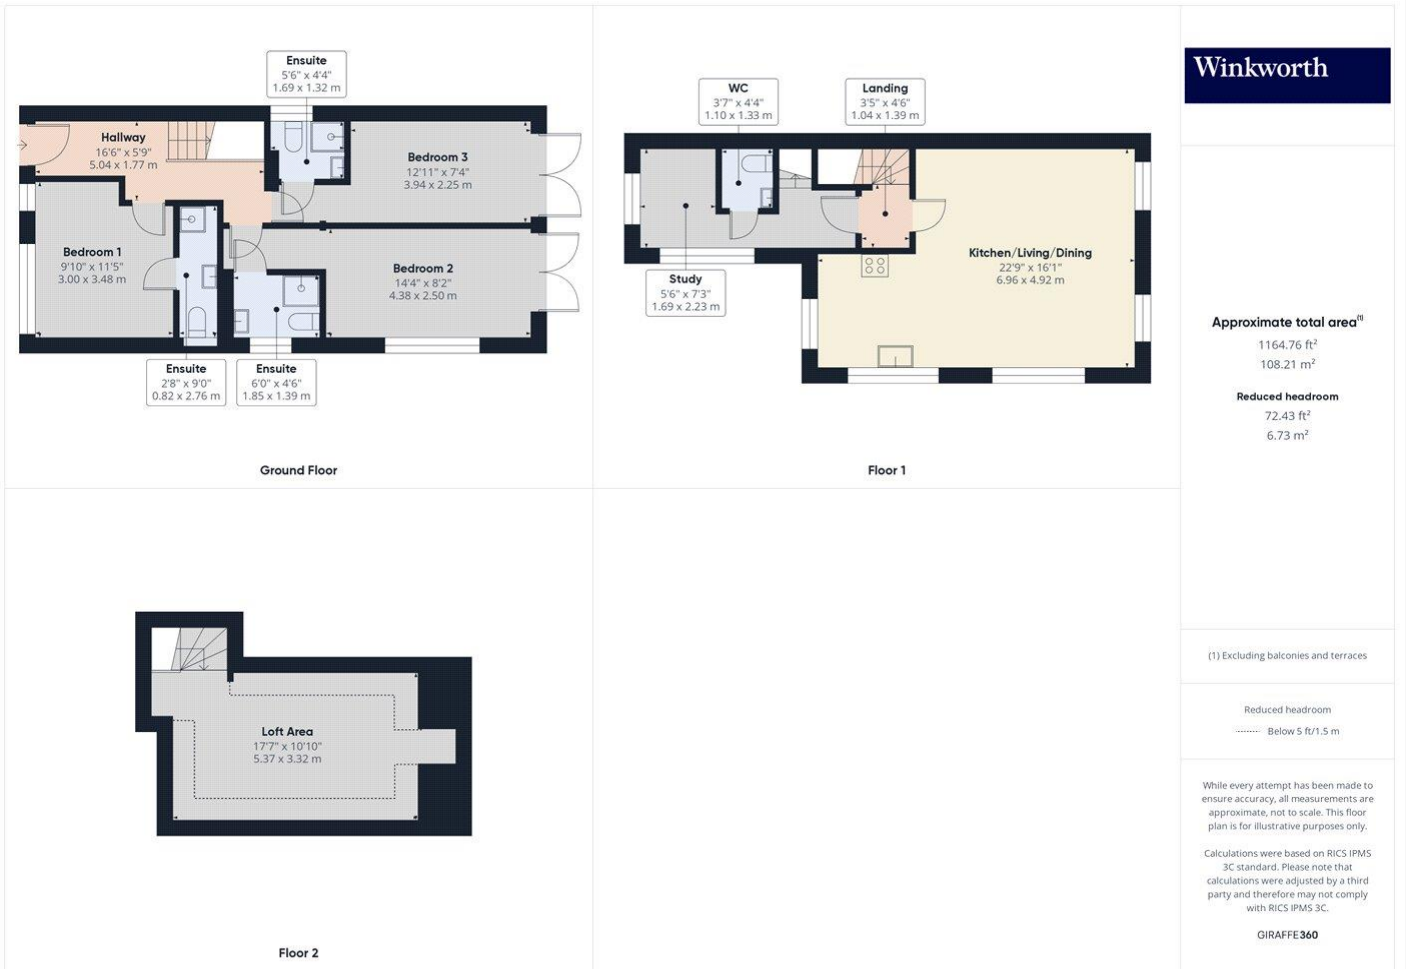 Ensuite
5'6" x 4'4"
1.69 x 1.32 m
Hallway
16'6" x 5'9"
5.04 x 1.77 m
Bedroom 3
12'11" x 7'4"
3.94 x 2.25 m
Bedroom 1
9'10" x 11'5"
3.00 x 3.48 m
Bedroom 2
14'4" x 8'2"
4.38 x 2.50 m
Ensuite
2'8" x 9'0"
0.82 x 2.76 m
Ensuite
6'0" x 4'6"
1.85 x 1.39 m
Ground Floor
WC
3'7" x 4'4"
1.10 x 1.33 m
Landing
3'5" x 4'6"
1.04 x 1.39 m
Kitchen/Living/Dining
22'9" x 16'1"
6.96 x 4.92 m
Study
5'6" x 7'3"
1.69 x 2.23 m
Floor 1
Loft Area
17'7" x 10'10"
5.37 x 3.32 m
Floor 2
Winkworth
Approximate total area(1)
1164.76 ft²
108.21 m²
Reduced headroom
72.43 ft²
6.73 m²
(1) Excluding balconies and terraces
Reduced headroom
Below 5 ft/1.5 m
While every attempt has been made to
ensure accuracy, all measurements are
approximate, not to scale. This floor
plan is for illustrative purposes only.
Calculations were based on RICS IPMS
3C standard. Please note that
calculations were adjusted by a third
party and therefore may not comply
with RICS IPMS 3C.
GIRAFFE360